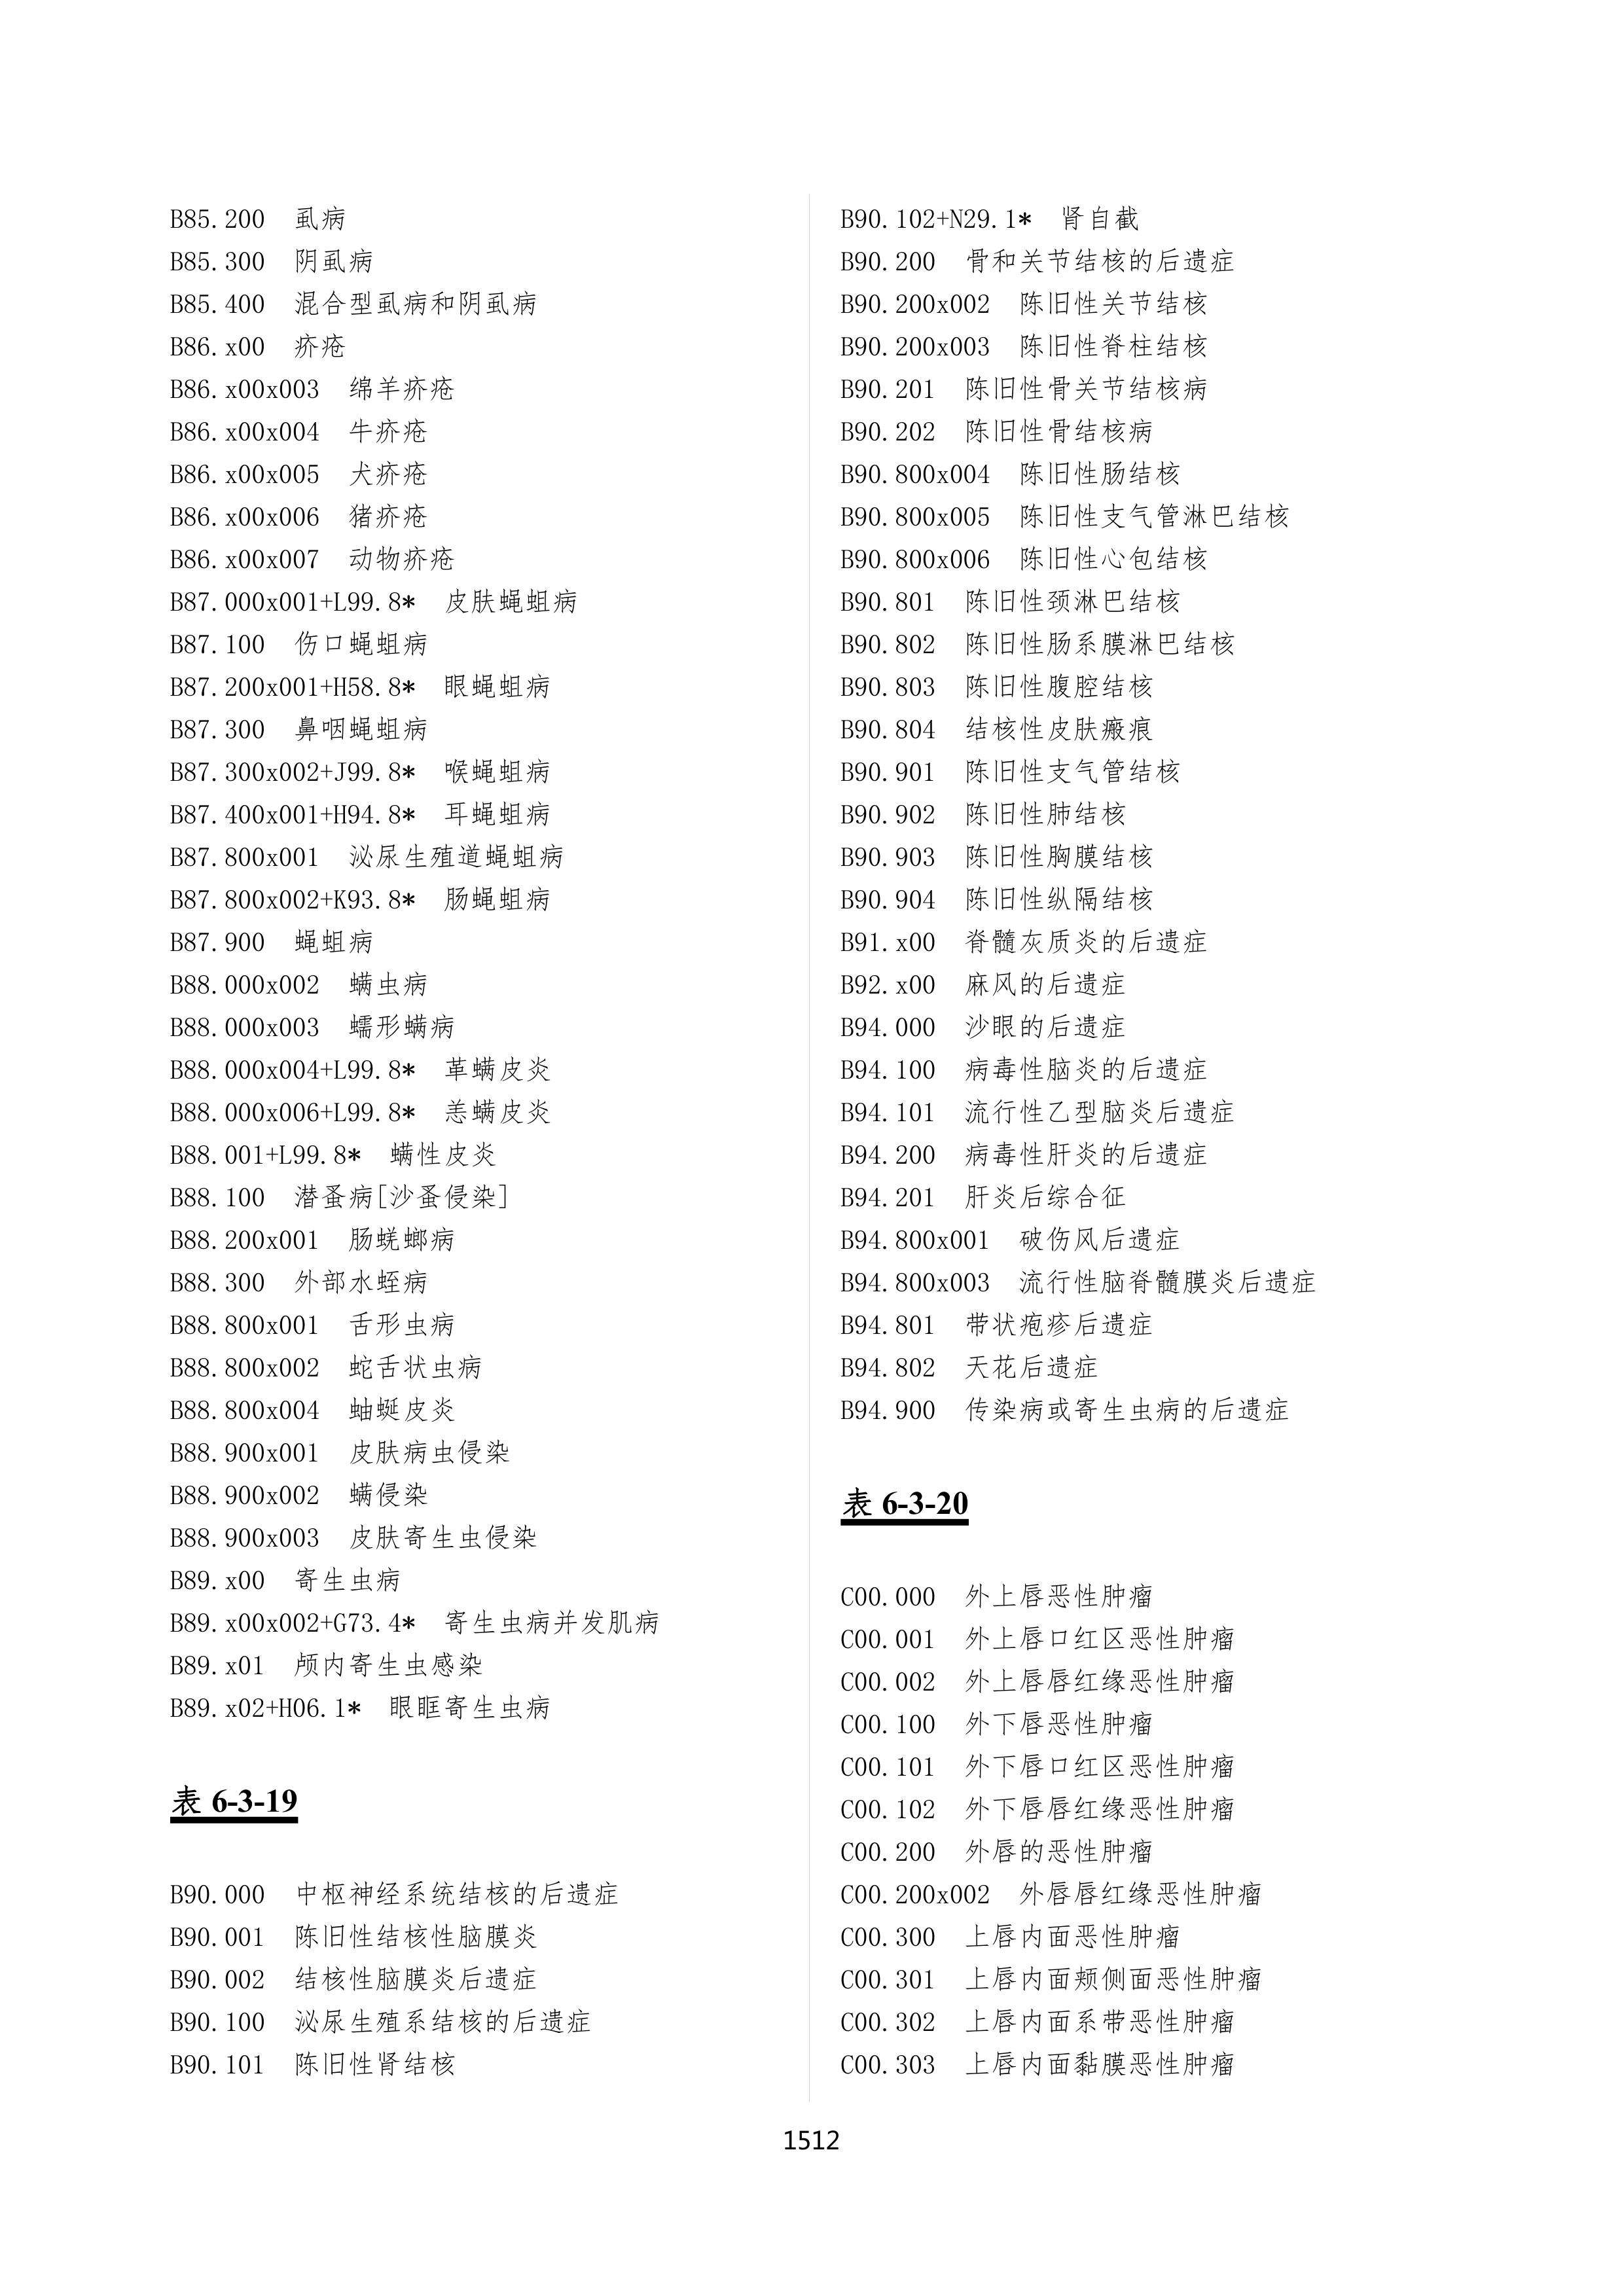 B85.200 虱病
B85.300 阴虱病
B85.400 混合型虱病和阴虱病
B86.x00 疥疮
B86.x00x003 绵羊疥疮
B86.x00x004 牛疥疮
B86.x00x005 犬疥疮
B86.x00x006 猪疥疮
B86.x00x007 动物疥疮
B87.000x001+L99.8* 皮肤蝇蛆病
B87.100 伤口蝇蛆病
B87.200x001+H58.8* 眼蝇蛆病
B87.300 鼻咽蝇蛆病
B87.300x002+J99.8* 喉蝇蛆病
B87.400x001+H94.8* 耳蝇蛆病
B87.800x001 泌尿生殖道蝇蛆病
B87.800x002+K93.8* 肠蝇蛆病
B87.900 蝇蛆病
B88.000x002 螨虫病
B88.000x003 蠕形螨病
B88.000x004+L99.8* 革螨皮炎
B88.000x006+L99.8* 恙螨皮炎
B88.001+L99.8* 螨性皮炎
B88.100 潜蚤病[沙蚤侵染]
B88.200x001 肠蜣螂病
B88.300 外部水蛭病
B88.800x001 舌形虫病
B88.800x002 蛇舌状虫病
B88.800x004 蚰蜒皮炎
B88.900x001 皮肤病虫侵染
B88.900x002 螨侵染
B88.900x003 皮肤寄生虫侵染
B89.x00 寄生虫病
B89.x00x002+G73.4* 寄生虫病并发肌病
B89.x01 颅内寄生虫感染
B89.x02+H06.1* 眼眶寄生虫病
表 6-3-19
B90.000 中枢神经系统结核的后遗症
B90.001 陈旧性结核性脑膜炎
B90.002 结核性脑膜炎后遗症
B90.100 泌尿生殖系结核的后遗症
B90.101 陈旧性肾结核
B90.102+N29.1* 肾自截
B90.200 骨和关节结核的后遗症
B90.200x002 陈旧性关节结核
B90.200x003 陈旧性脊柱结核
B90.201 陈旧性骨关节结核病
B90.202 陈旧性骨结核病
B90.800x004 陈旧性肠结核
B90.800x005 陈旧性支气管淋巴结核
B90.800x006 陈旧性心包结核
B90.801 陈旧性颈淋巴结核
B90.802 陈旧性肠系膜淋巴结核
B90.803 陈旧性腹腔结核
B90.804 结核性皮肤瘢痕
B90.901 陈旧性支气管结核
B90.902 陈旧性肺结核
B90.903 陈旧性胸膜结核
B90.904 陈旧性纵隔结核
B91.x00 脊髓灰质炎的后遗症
B92.x00 麻风的后遗症
B94.000 沙眼的后遗症
B94.100 病毒性脑炎的后遗症
B94.101 流行性乙型脑炎后遗症
B94.200 病毒性肝炎的后遗症
B94.201 肝炎后综合征
B94.800x001 破伤风后遗症
B94.800x003 流行性脑脊髓膜炎后遗症
B94.801 带状疱疹后遗症
B94.802 天花后遗症
B94.900 传染病或寄生虫病的后遗症
表 6-3-20
C00.000 外上唇恶性肿瘤
C00.001 外上唇口红区恶性肿瘤
C00.002 外上唇唇红缘恶性肿瘤
C00.100 外下唇恶性肿瘤
C00.101 外下唇口红区恶性肿瘤
C00.102 外下唇唇红缘恶性肿瘤
C00.200 外唇的恶性肿瘤
C00.200x002 外唇唇红缘恶性肿瘤
C00.300 上唇内面恶性肿瘤
C00.301 上唇内面颊侧面恶性肿瘤
C00.302 上唇内面系带恶性肿瘤
C00.303 上唇内面黏膜恶性肿瘤
1512